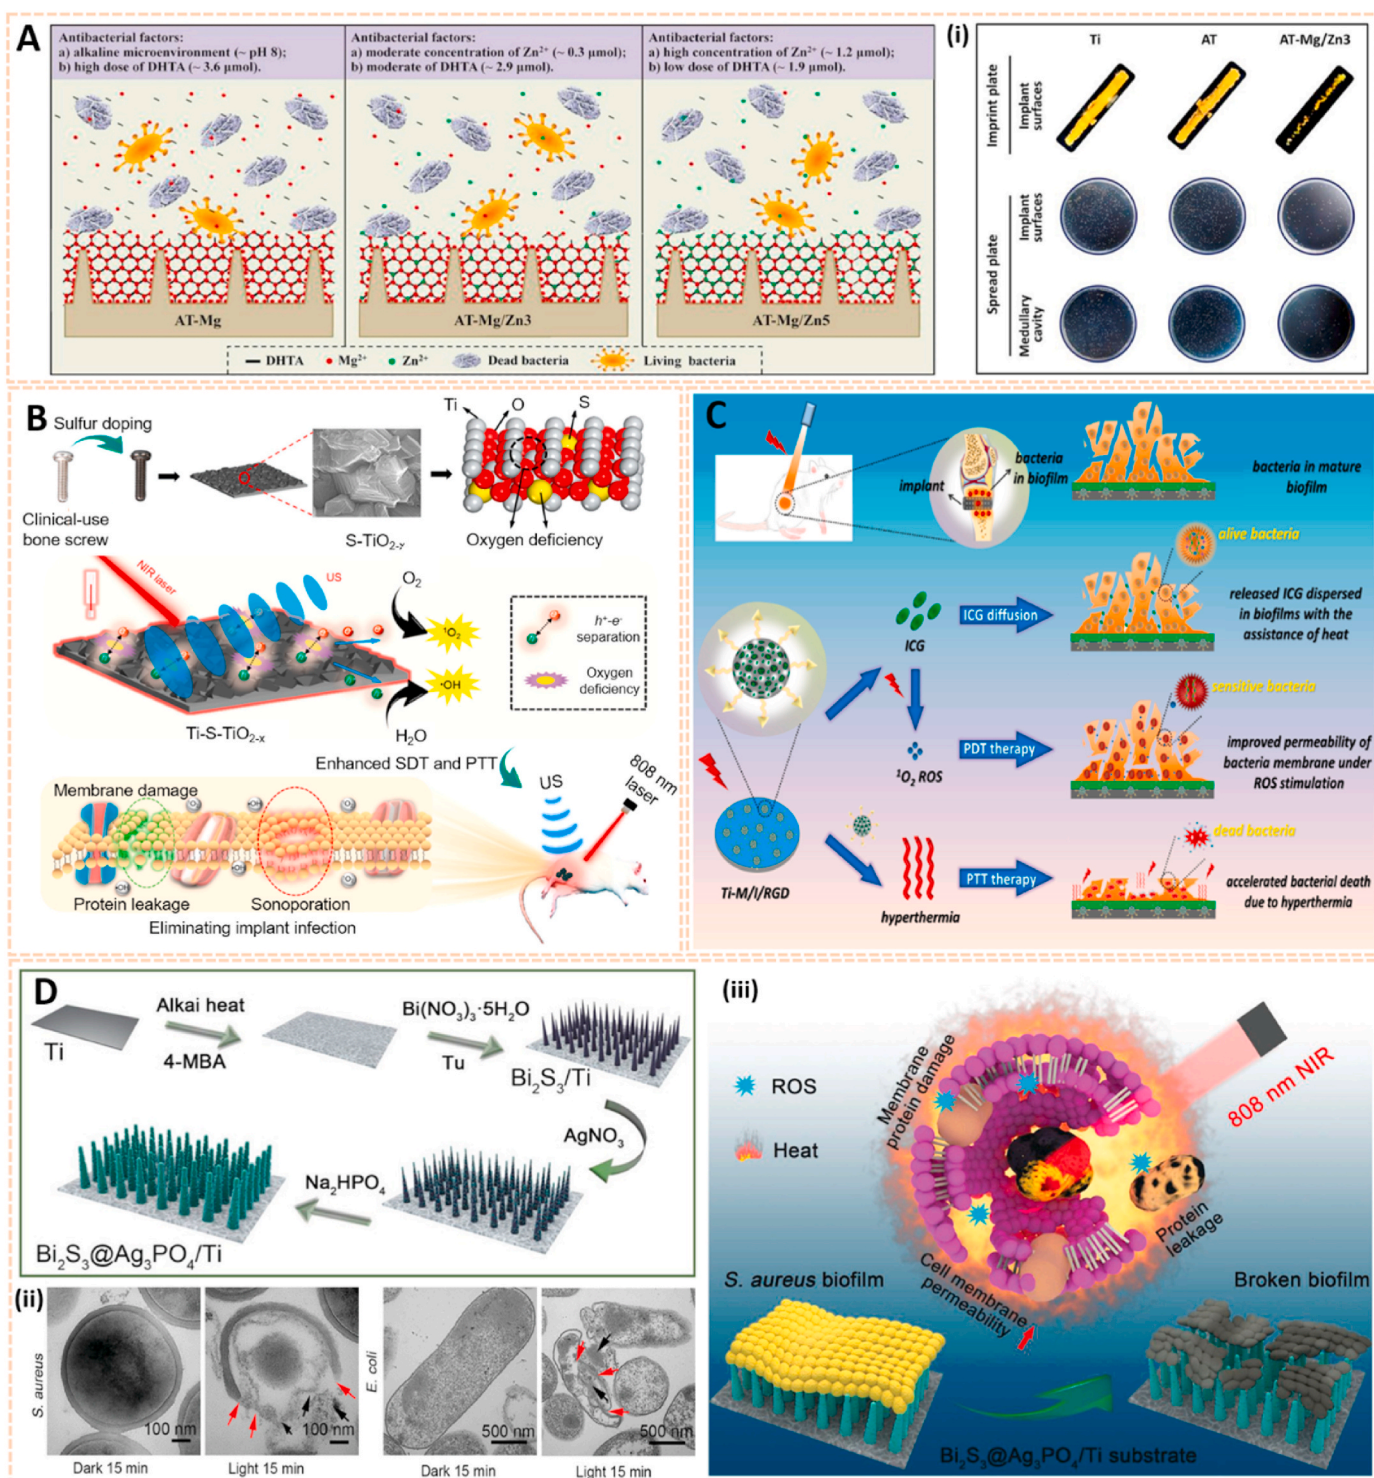 A
Antibacterial factors:
a) alkaline microenvironment (~ pH 8);
b) high dose of DHTA (~ 3.6 μmol).
Antibacterial factors:
a) moderate concentration of Zn²⁺ (~ 0.3 μmol);
b) moderate of DHTA (~ 2.9 μmol).
Antibacterial factors:
a) high concentration of Zn²⁺ (~ 1.2 μmol);
b) low dose of DHTA (~ 1.9 μmol).
AT-Mg
AT-Mg/Zn3
AT-Mg/Zn5
DHTA
Mg²⁺
Zn²⁺
Dead bacteria
Living bacteria
(i)
Ti
AT
AT-Mg/Zn3
Imprint plate
Implant
surfaces
Spread plate
Implant
surfaces
Medullary
cavity
B
Sulfur doping
Clinical-use
bone screw
S-TiO₂₋ᵧ
Ti
O
S
Oxygen deficiency
NIR laser
US
O₂
¹O₂
·OH
H₂O
h⁺-e⁻
separation
Oxygen
deficiency
Ti-S-TiO₂₋ₓ
Enhanced SDT and PTT
US
808 nm
laser
Membrane damage
¹O₂
·OH
¹O₂
·OH
·OH
Protein leakage
Sonoporation
Eliminating implant infection
C
implant
bacteria
in biofilm
bacteria in mature
biofilm
alive bacteria
ICG
ICG diffusion
released ICG dispersed
in biofilms with the
assistance of heat
sensitive bacteria
¹O₂ ROS
PDT therapy
improved permeability of
bacteria membrane under
ROS stimulation
dead bacteria
Ti-M/I/RGD
hyperthermia
PTT therapy
accelerated bacterial death
due to hyperthermia
D
Ti
Alkai heat
4-MBA
Bi(NO₃)₃·5H₂O
Tu
Bi₂S₃/Ti
AgNO₃
Na₂HPO₄
Bi₂S₃@Ag₃PO₄/Ti
(ii)
S. aureus
100 nm
100 nm
Dark 15 min
Light 15 min
E. coli
500 nm
500 nm
Dark 15 min
Light 15 min
(iii)
ROS
Heat
Membrane
protein damage
808 nm NIR
Protein
leakage
Cell membrane
permeability
S. aureus biofilm
Broken biofilm
Bi₂S₃@Ag₃PO₄/Ti substrate